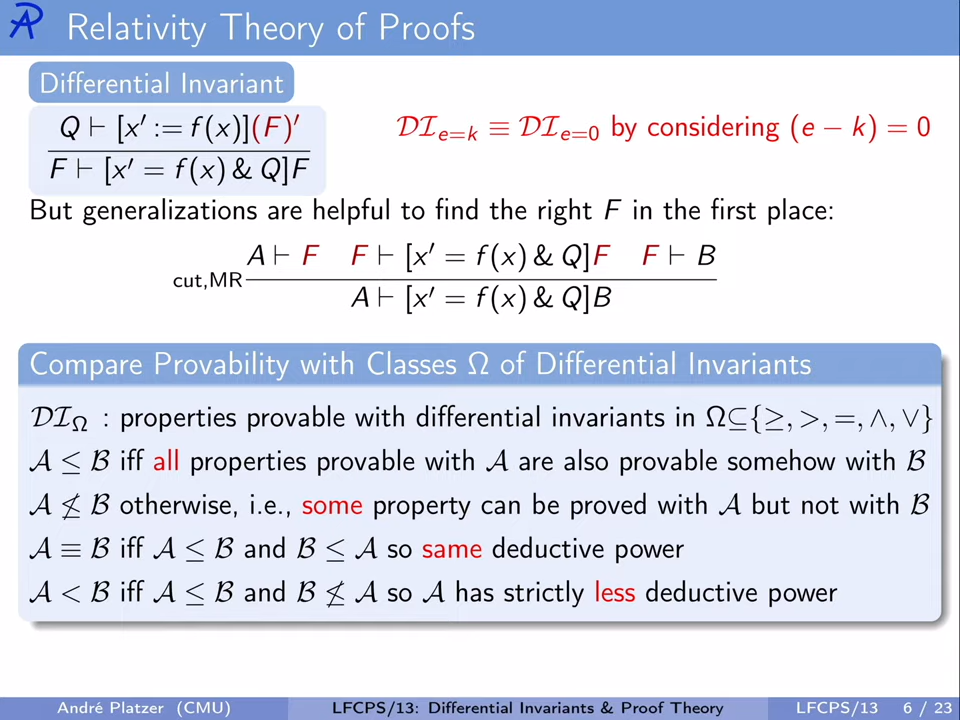 Relativity Theory of Proofs
Differential Invariant
Q ⊢ [x′ := f(x)](F)′
F ⊢ [x′ = f(x) & Q]F
𝒟ℐ_{e=k} ≡ 𝒟ℐ_{e=0} by considering (e − k) = 0
But generalizations are helpful to find the right F in the first place:
A ⊢ F F ⊢ [x′ = f(x) & Q]F F ⊢ B
cut,MR
A ⊢ [x′ = f(x) & Q]B
Compare Provability with Classes Ω of Differential Invariants
𝒟ℐ_Ω : properties provable with differential invariants in Ω⊆{≥, >, =, ∧, ∨}
𝒜 ≤ ℬ iff all properties provable with 𝒜 are also provable somehow with ℬ
𝒜 ≰ ℬ otherwise, i.e., some property can be proved with 𝒜 but not with ℬ
𝒜 ≡ ℬ iff 𝒜 ≤ ℬ and ℬ ≤ 𝒜 so same deductive power
𝒜 < ℬ iff 𝒜 ≤ ℬ and ℬ ≰ 𝒜 so 𝒜 has strictly less deductive power
André Platzer (CMU) LFCPS/13: Differential Invariants & Proof Theory LFCPS/13 6 / 23